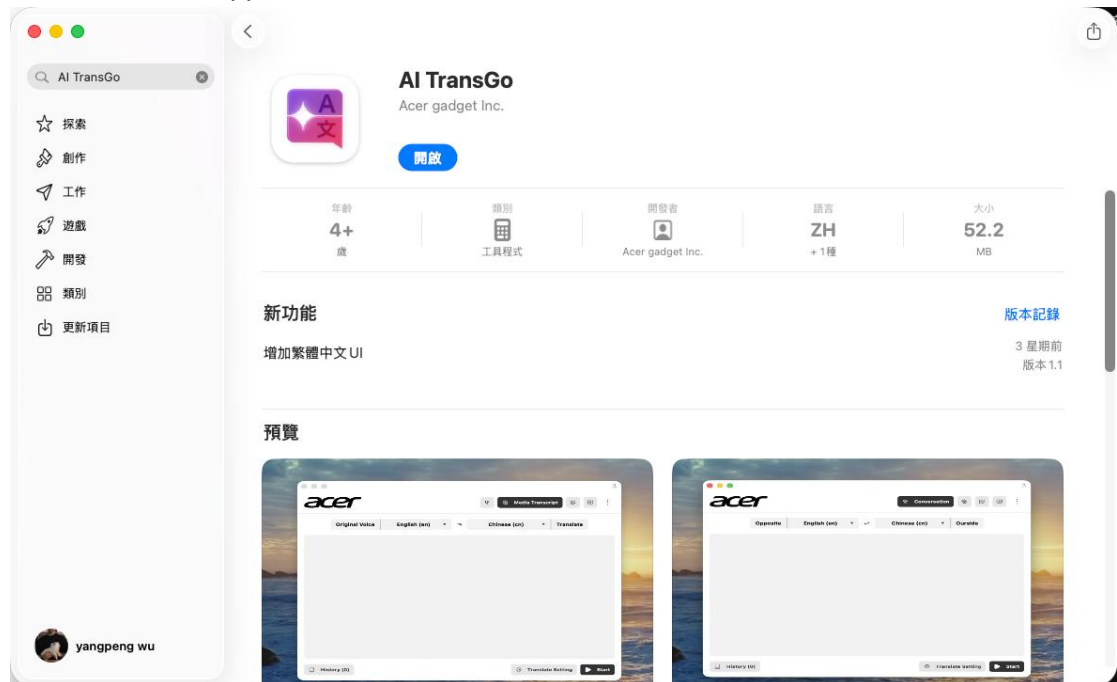 AI TransGo
探索
創作
工作
遊戲
開發
類別
更新項目
yangpeng wu
AI TransGo
Acer gadget Inc.
開啟
年齡
4+
歲
類別
工具程式
開發者
Acer gadget Inc.
語言
ZH
+ 1種
大小
52.2
MB
新功能
版本記錄
增加繁體中文 UI
3 星期前
版本 1.1
預覽
acer
Media Transcript
Original Voice English (en) Chinese (cn) Translate
History (0) Translate Setting Start
acer
Conversation
Opposite English (en) Chinese (cn) Ourside
History (0) Translate Setting Start